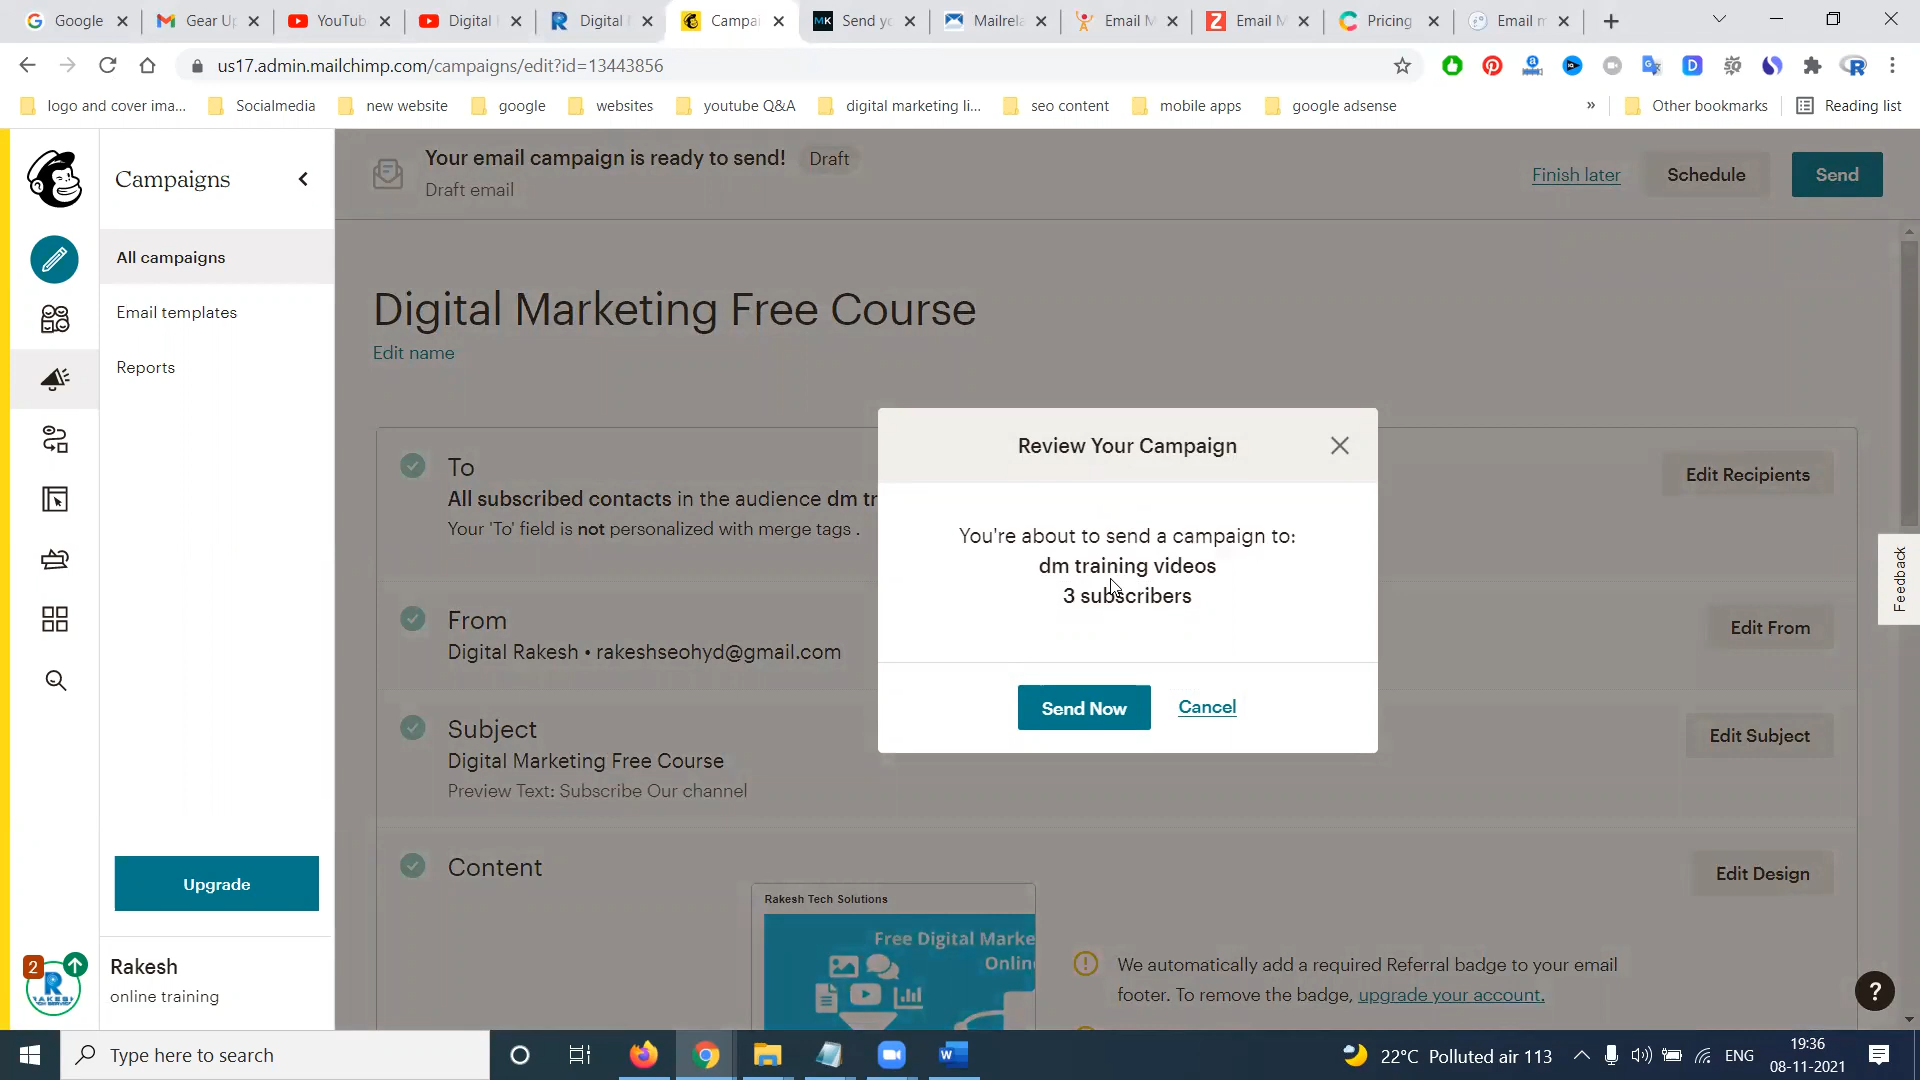 Google
Gear Up
YouTub
Digital
Digital
Campai
Send yo
Mailrela
Email M
Email M
Pricing
Email m
us17.admin.mailchimp.com/campaigns/edit?id=13443856
logo and cover ima...
Socialmedia
new website
google
websites
youtube Q&A
digital marketing li...
seo content
mobile apps
google adsense
»
Other bookmarks
Reading list
Campaigns
All campaigns
Email templates
Reports
Upgrade
2
Rakesh
online training
Your email campaign is ready to send!
Draft
Draft email
Finish later
Schedule
Send
Digital Marketing Free Course
Edit name
To
All subscribed contacts in the audience dm tr
Your 'To' field is not personalized with merge tags .
Edit Recipients
From
Digital Rakesh • rakeshseohyd@gmail.com
Edit From
Subject
Digital Marketing Free Course
Preview Text: Subscribe Our channel
Edit Subject
Content
Edit Design
Rakesh Tech Solutions
Free Digital Marke
Onlin
We automatically add a required Referral badge to your email
footer. To remove the badge, upgrade your account.
Review Your Campaign
You're about to send a campaign to:
dm training videos
3 subscribers
Send Now
Cancel
Feedback
?
Type here to search
22°C Polluted air 113
ENG
19:36
08-11-2021